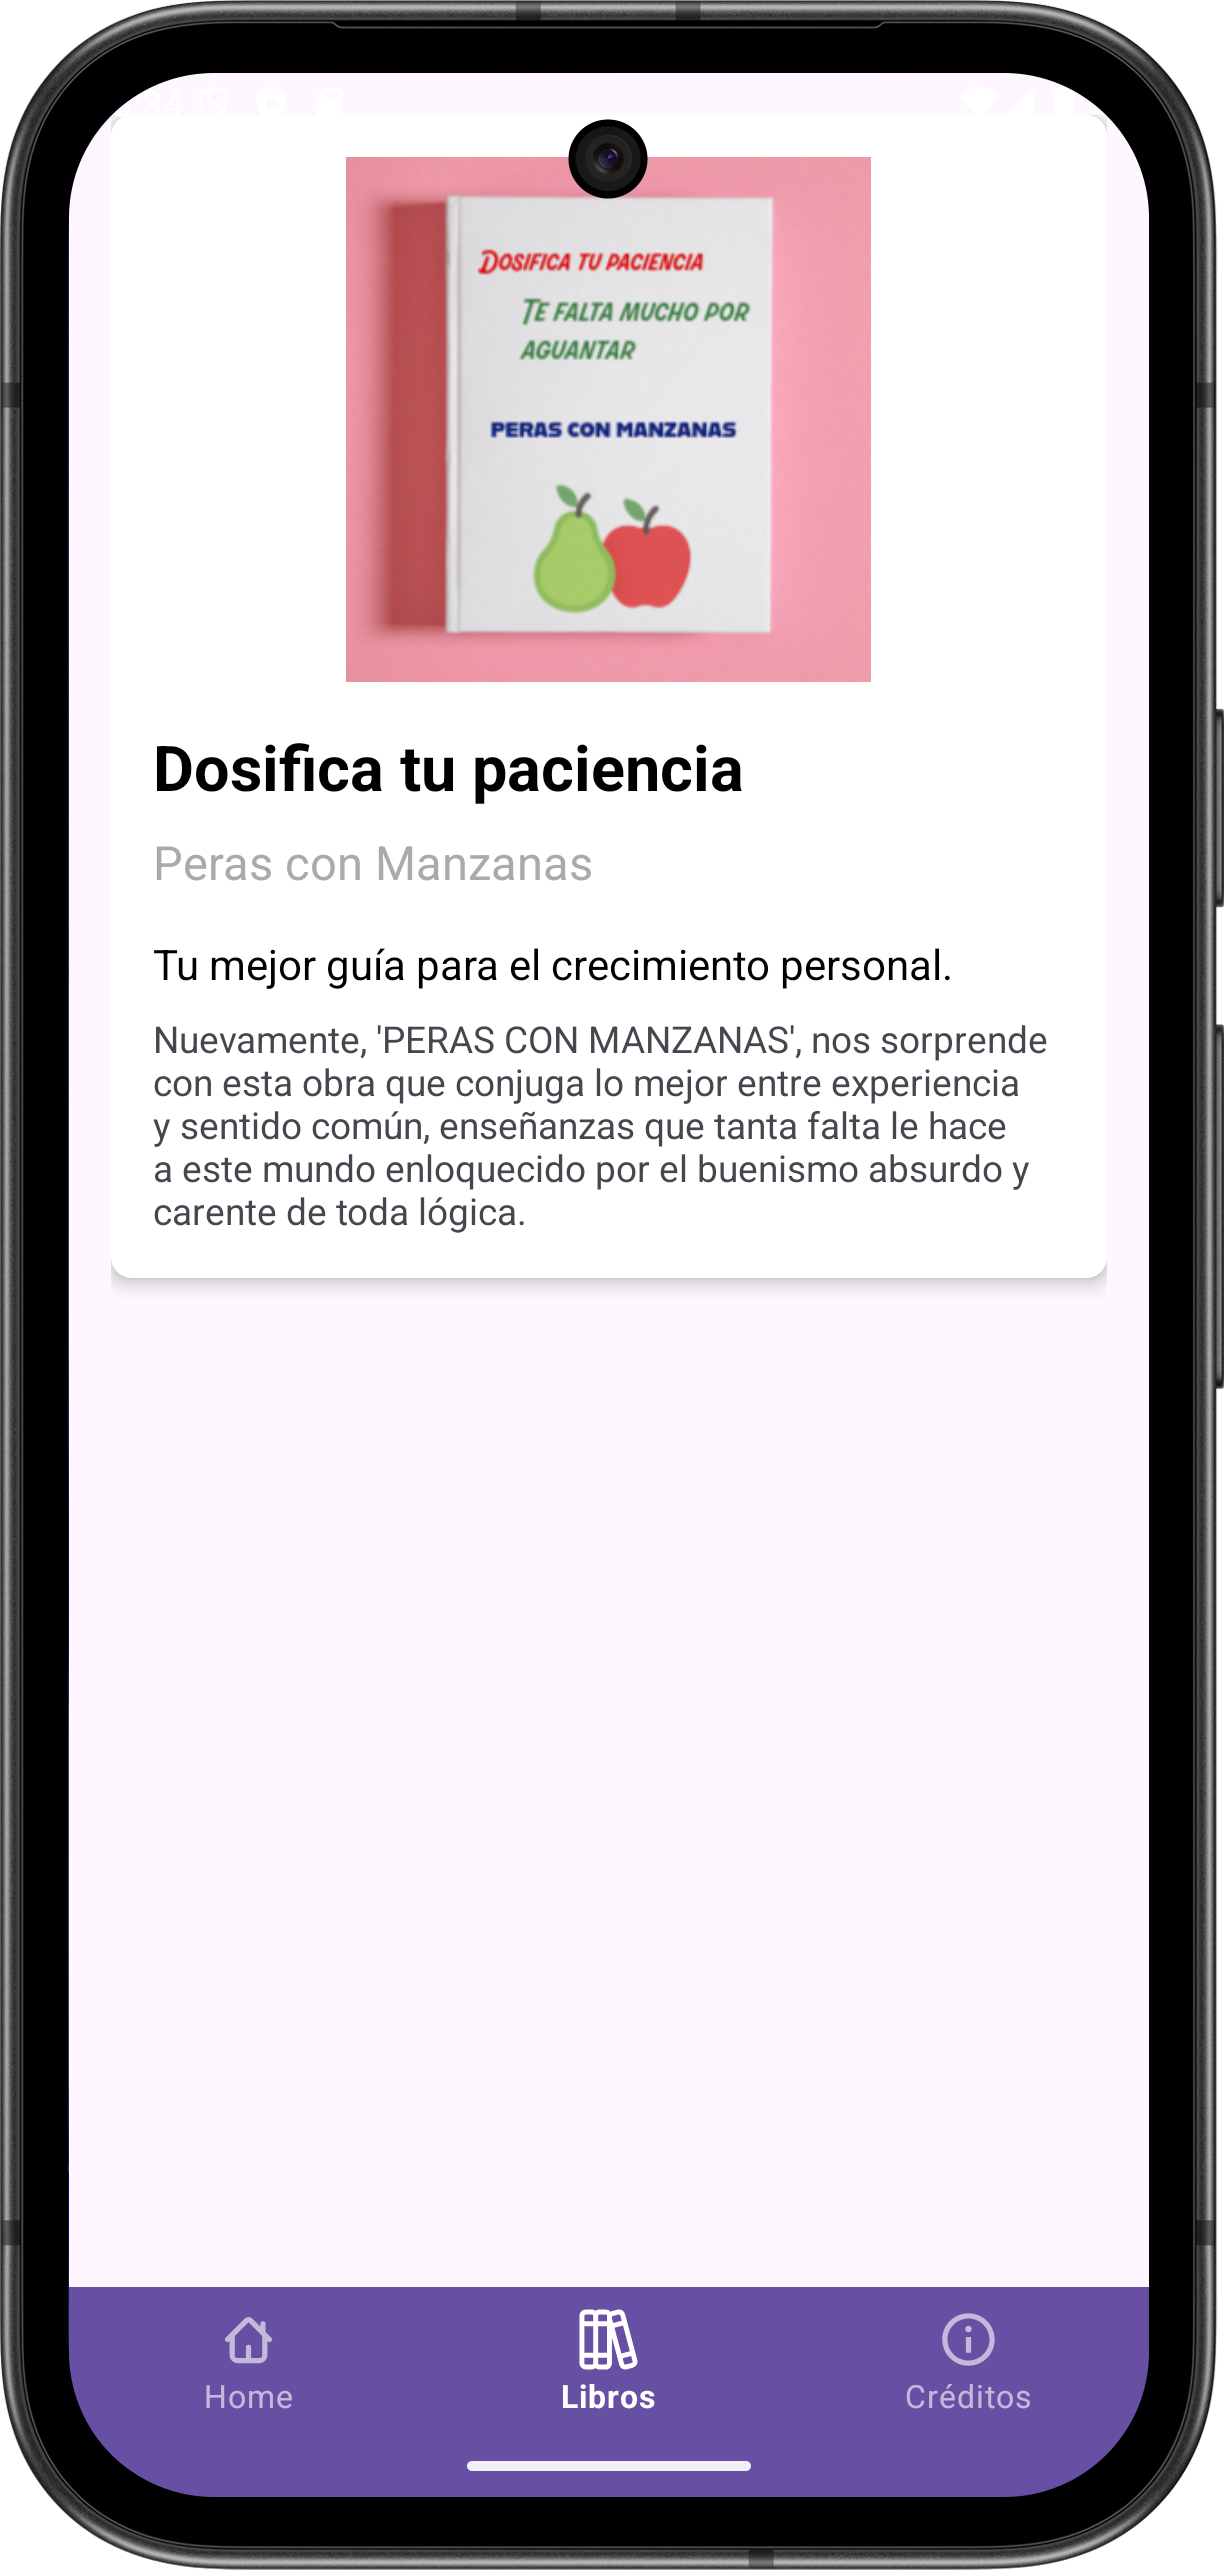 DOSIFICA TU PACIENCIA
TE FALTA MUCHO POR
AGUANTAR
PERAS CON MANZANAS
Dosifica tu paciencia
Peras con Manzanas
Tu mejor guía para el crecimiento personal.
Nuevamente, 'PERAS CON MANZANAS', nos sorprende
con esta obra que conjuga lo mejor entre experiencia
y sentido común, enseñanzas que tanta falta le hace
a este mundo enloquecido por el buenismo absurdo y
carente de toda lógica.
Home
Libros
Créditos